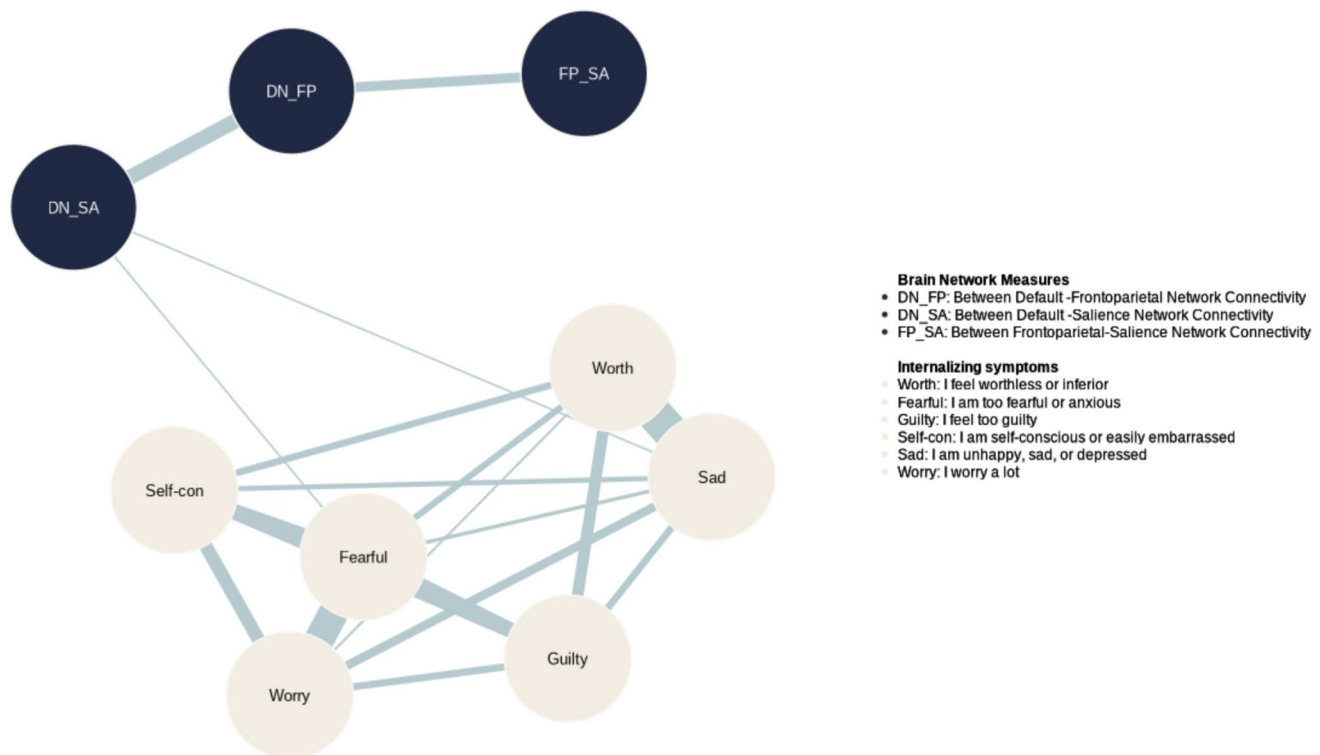 FP_SA
DN_FP
DN_SA
Brain Network Measures
DN_FP: Between Default -Frontoparietal Network Connectivity
DN_SA: Between Default -Salience Network Connectivity
FP_SA: Between Frontoparietal-Salience Network Connectivity
Internalizing symptoms
Worth: I feel worthless or inferior
Fearful: I am too fearful or anxious
Guilty: I feel too guilty
Self-con: I am self-conscious or easily embarrassed
Sad: I am unhappy, sad, or depressed
Worry: I worry a lot
Worth
Sad
Self-con
Fearful
Guilty
Worry